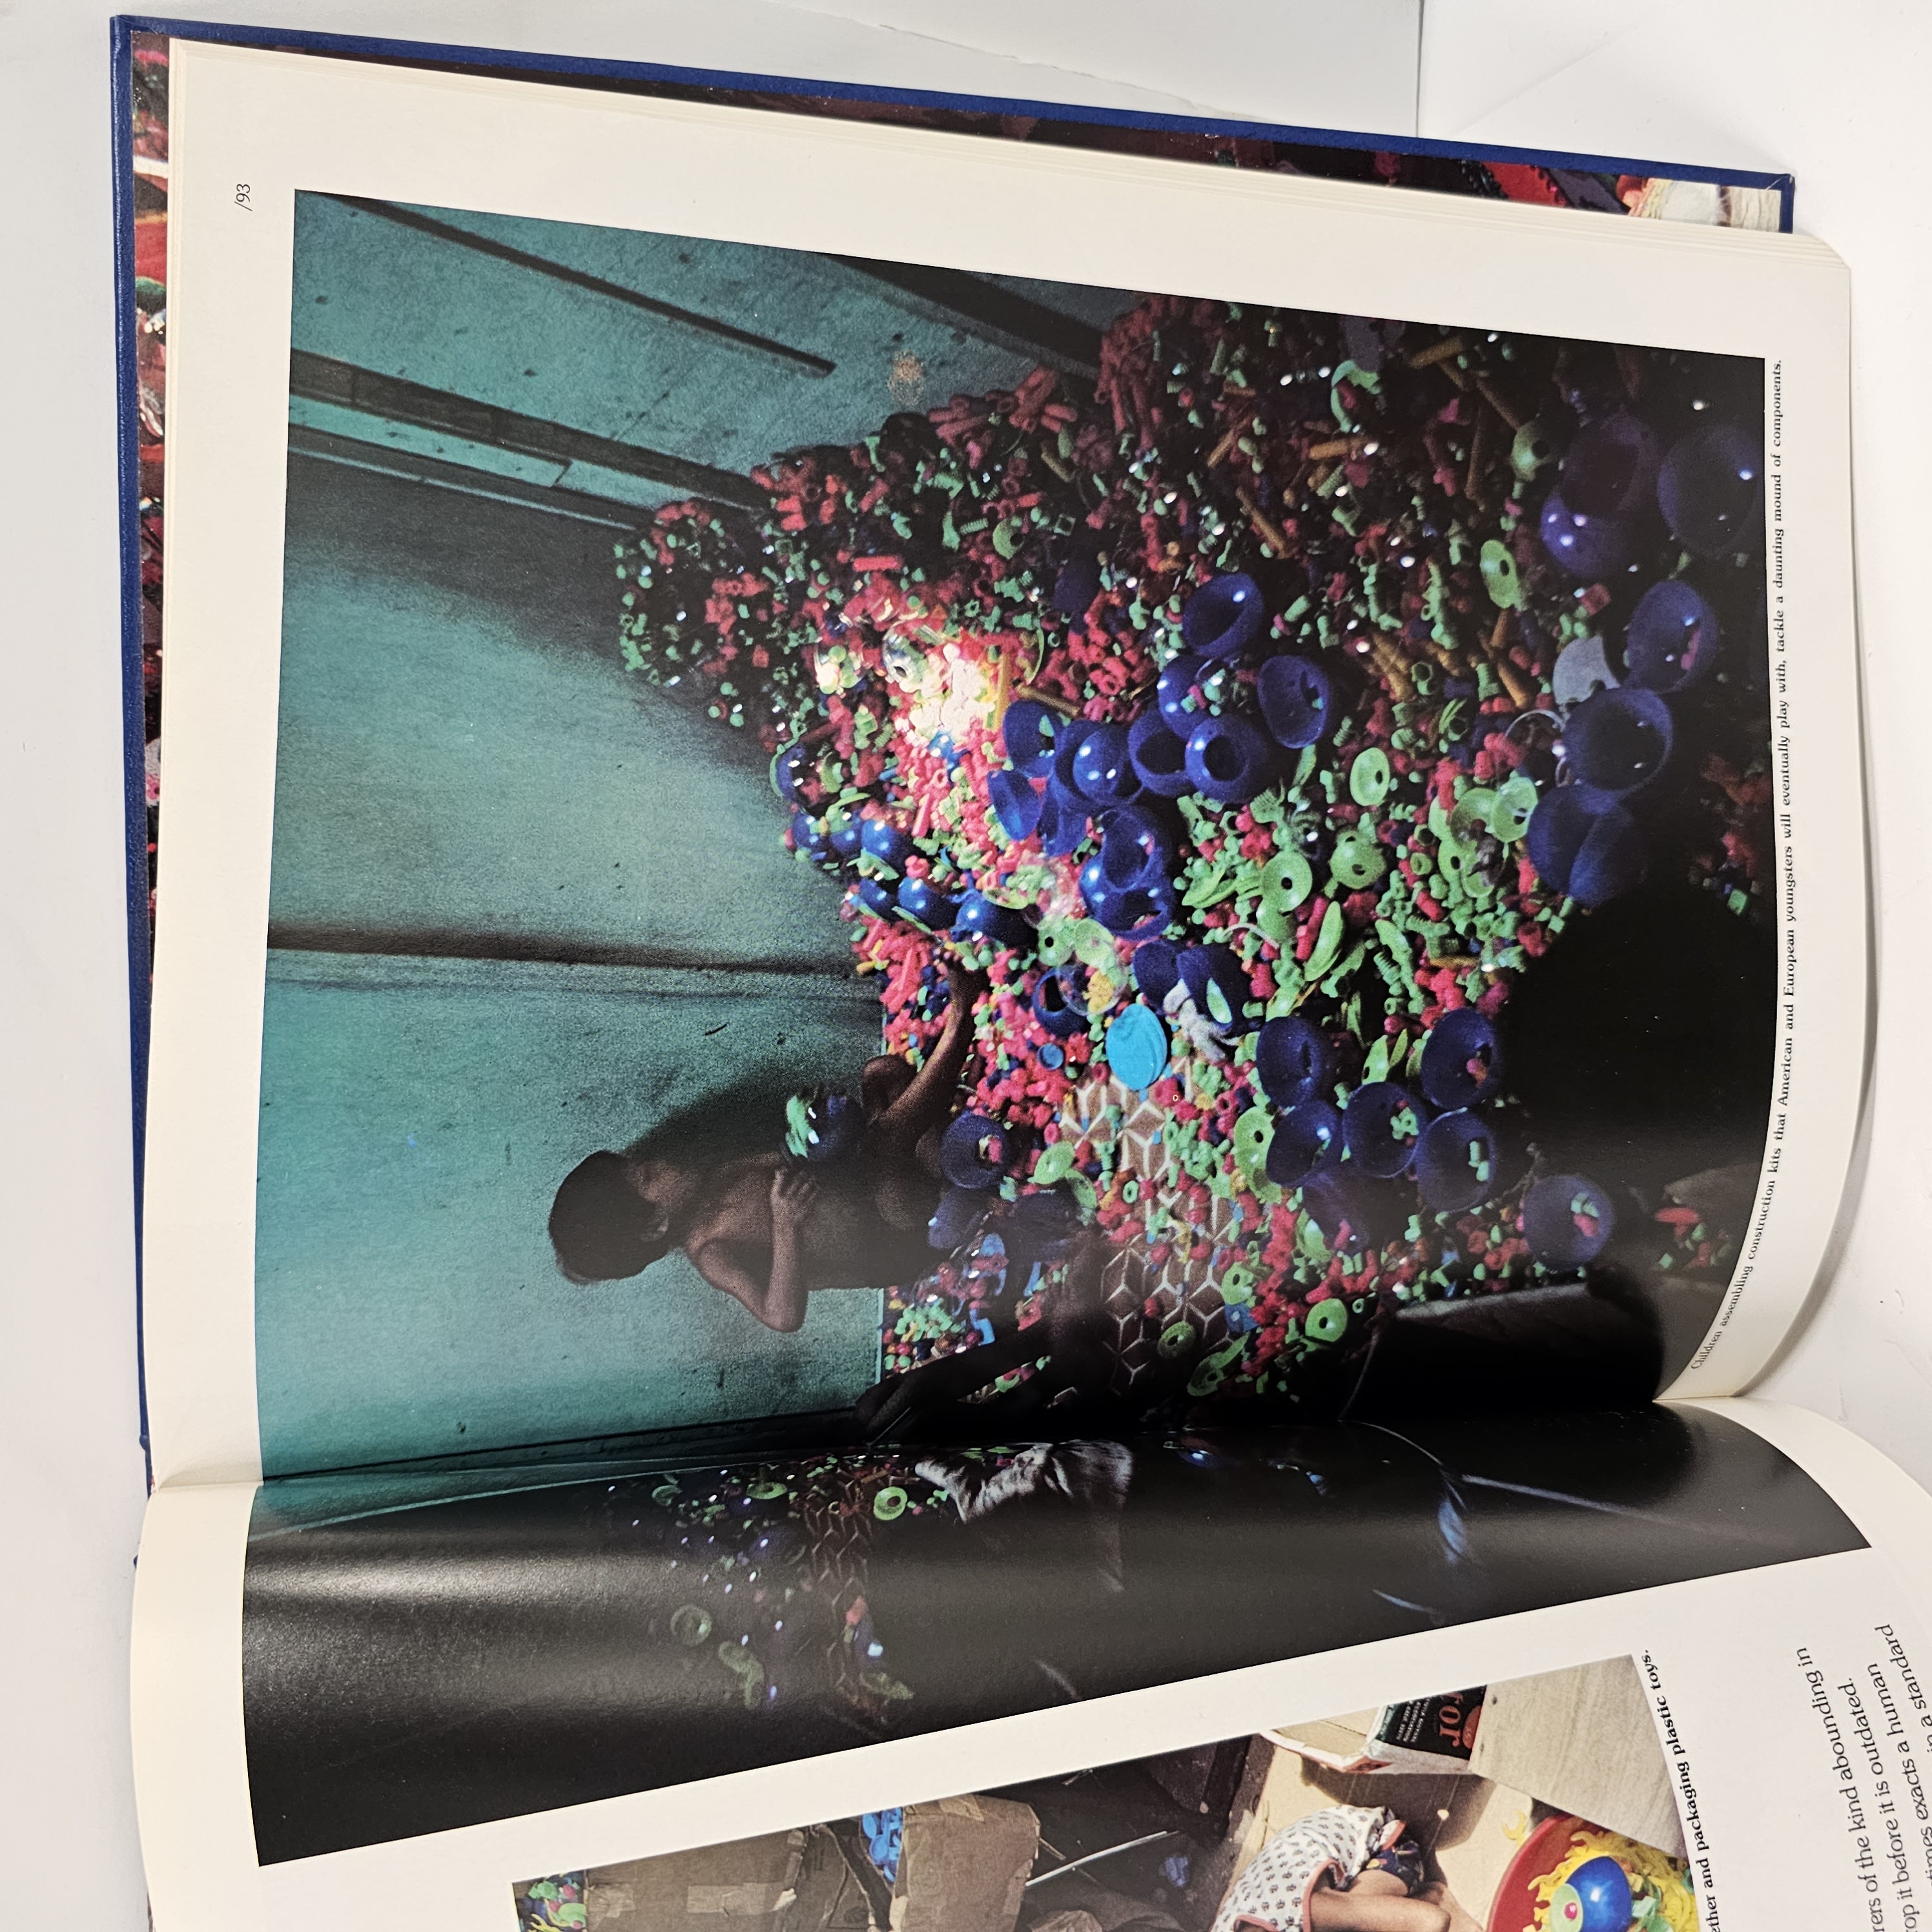 /93
ether and packaging plastic toys.
Children assembling construction kits that American and European youngsters will eventually play with, tackle a daunting mound of components.
rers of the kind abounding in
rop it before it is outdated.
times exacts a human
in a standard